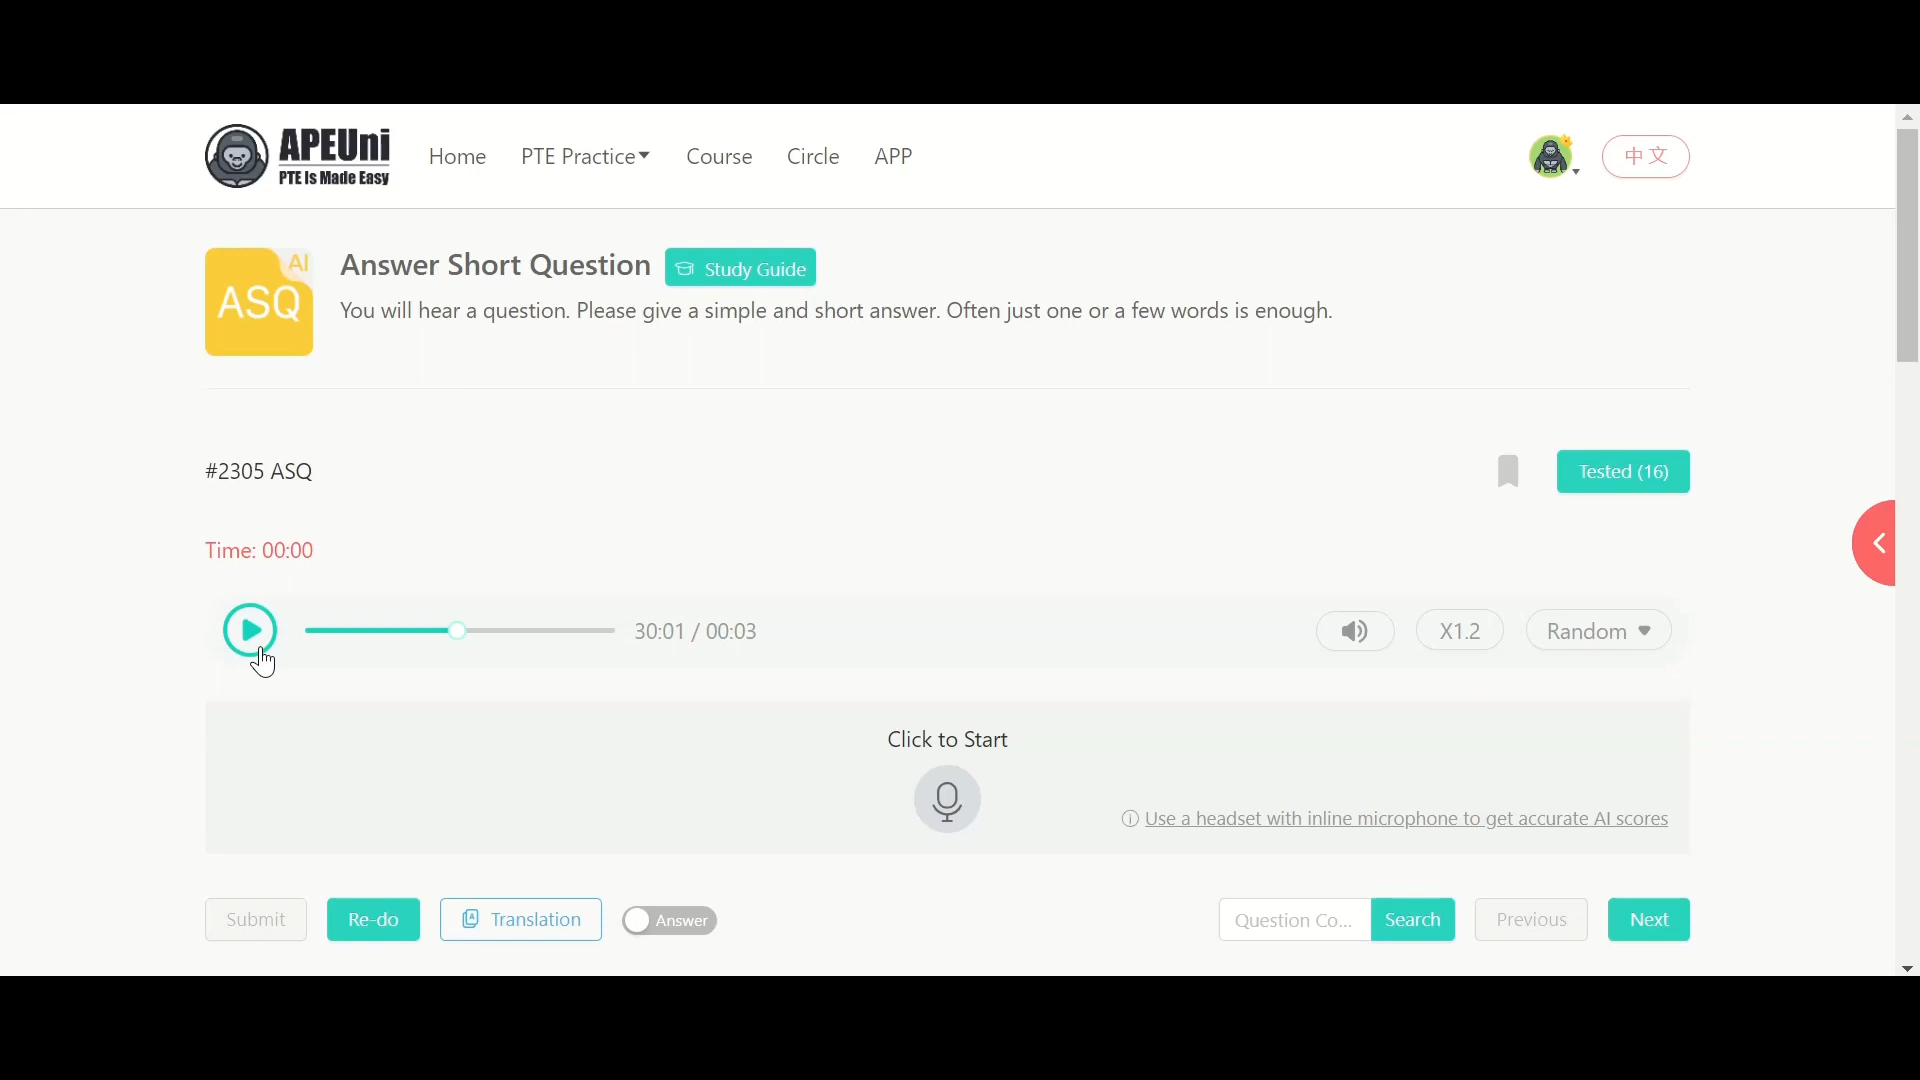 APEUni
PTE Is Made Easy
Home
PTE Practice
Course
Circle
APP
中文
AI
ASQ
Answer Short Question
Study Guide
You will hear a question. Please give a simple and short answer. Often just one or a few words is enough.
#2305 ASQ
Tested (16)
Time: 00:00
30:01 / 00:03
X1.2
Random
Click to Start
Use a headset with inline microphone to get accurate AI scores
Submit
Re-do
Translation
Answer
Question Co...
Search
Previous
Next